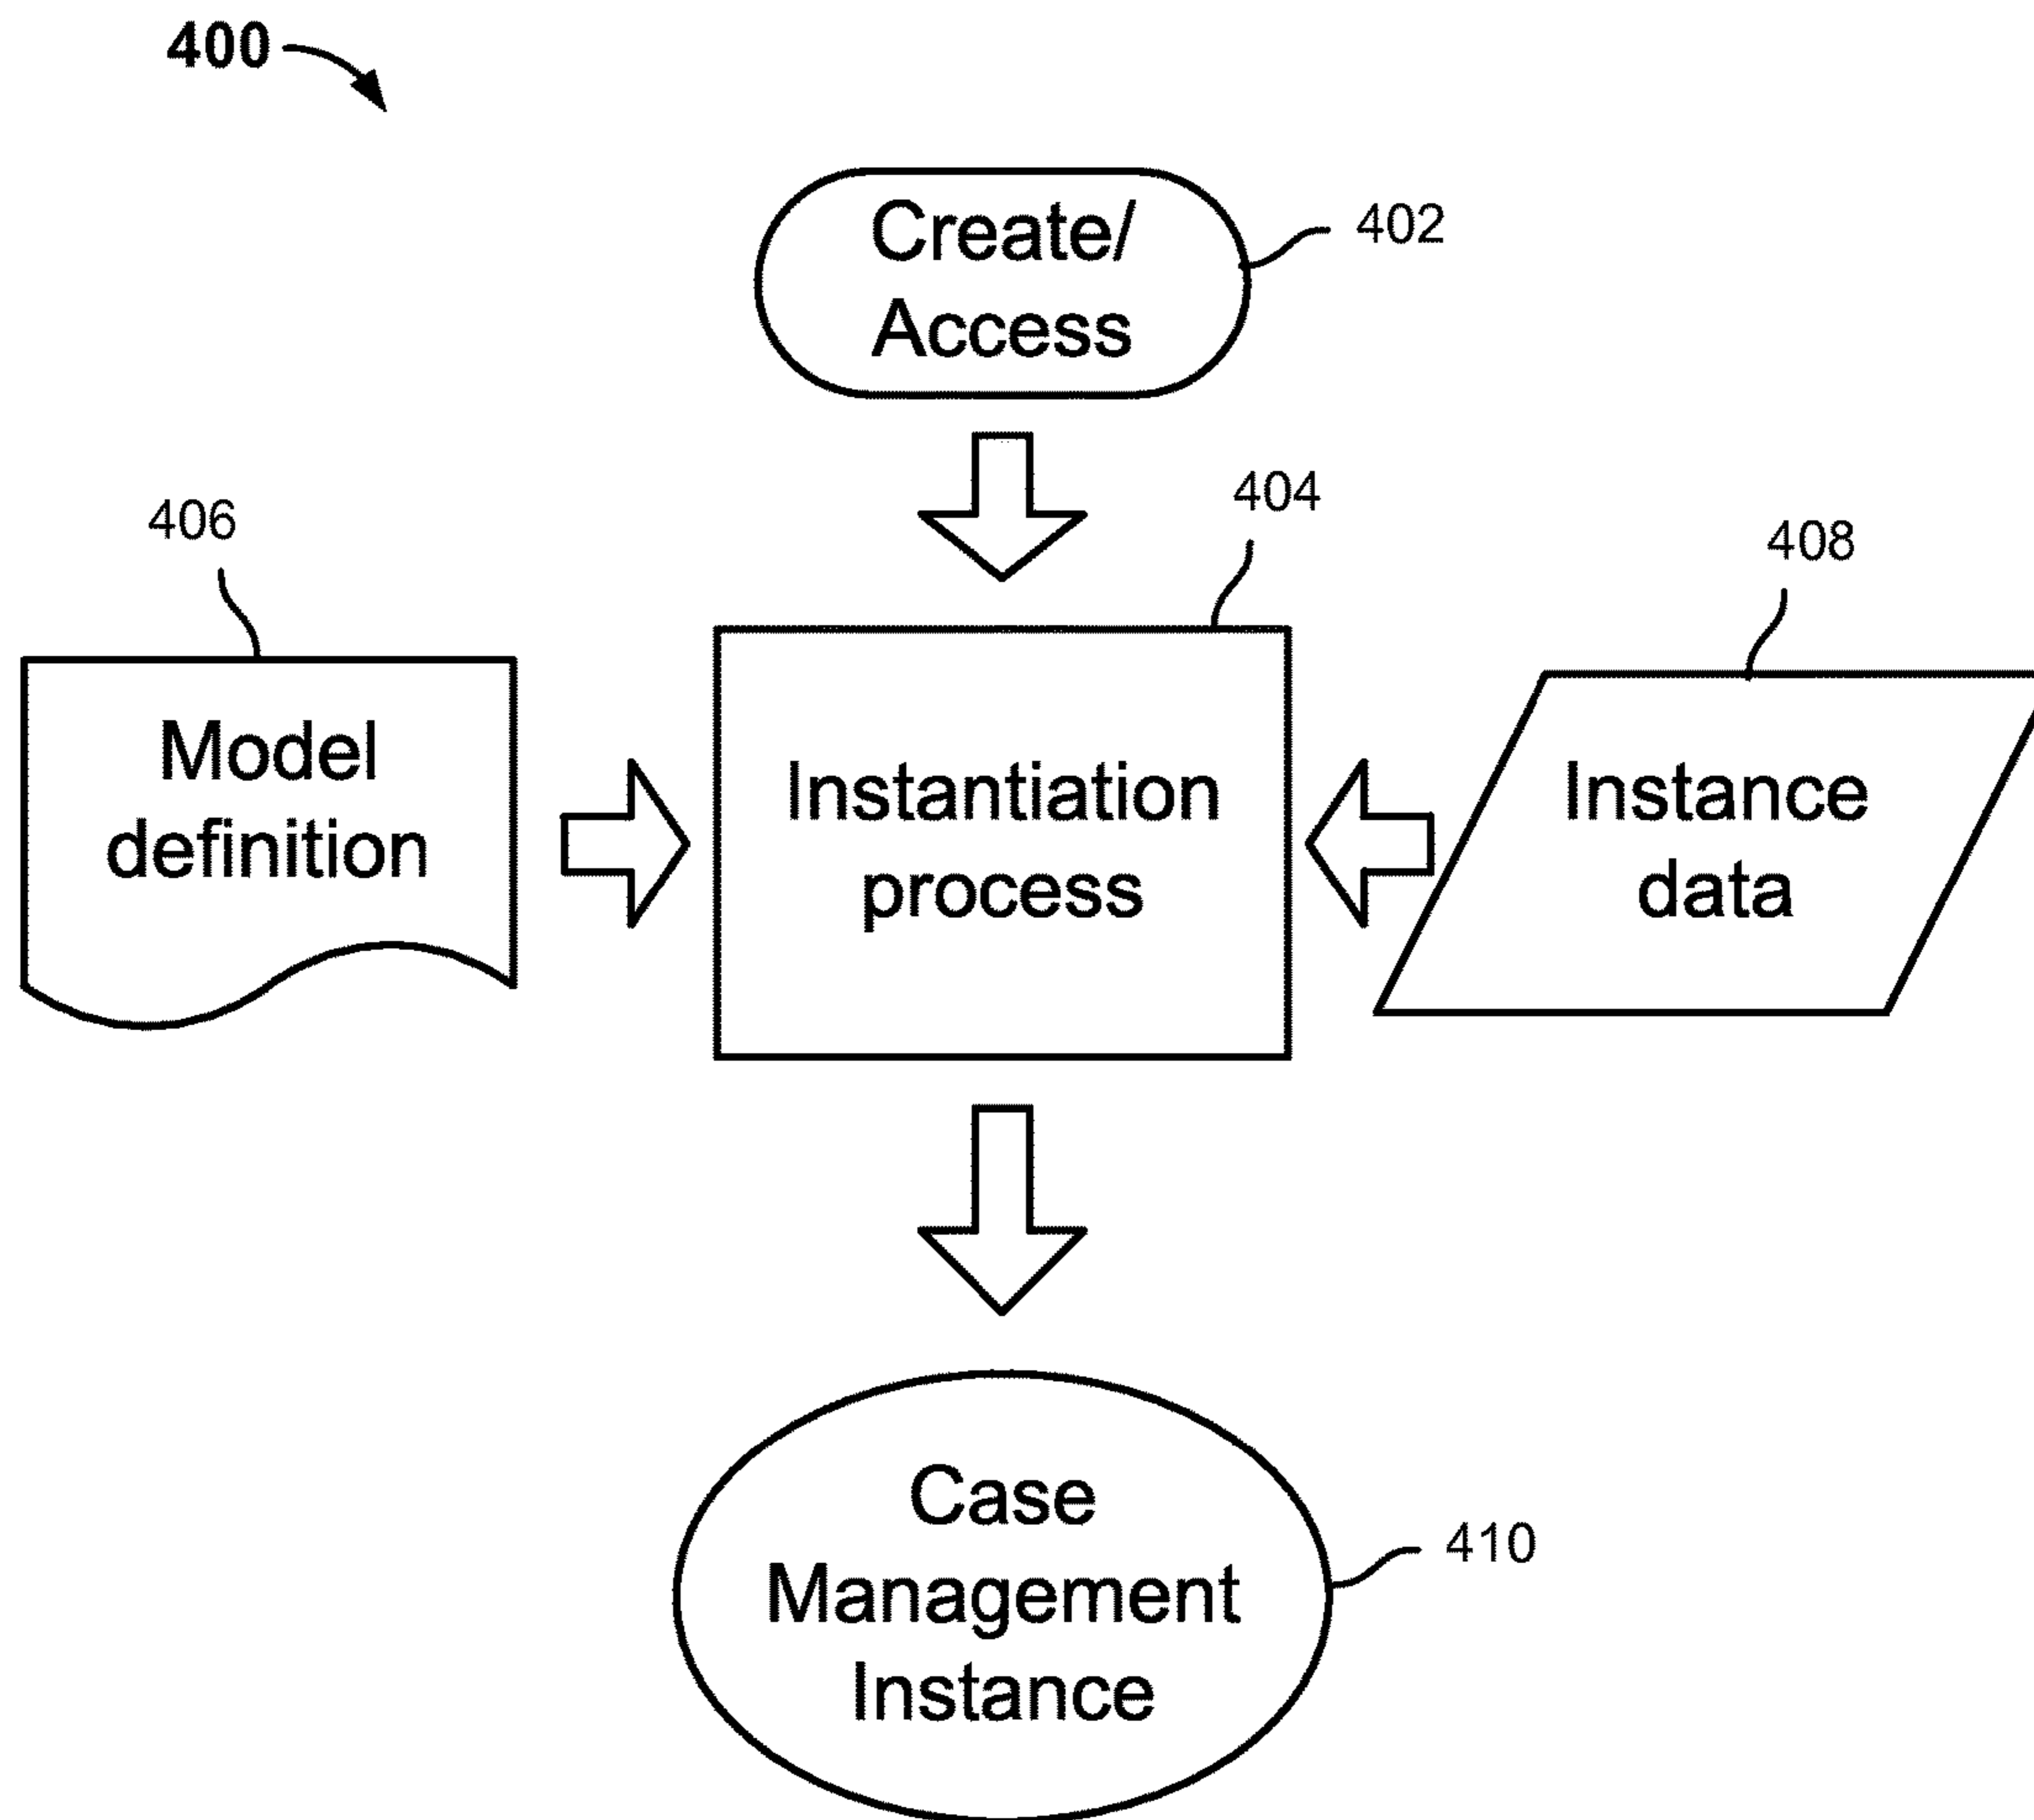 400
Create/
Access
402
404
406
408
Model
definition
Instantiation
process
Instance
data
Case
Management
Instance
410